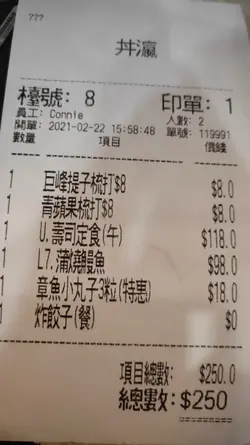 ???
丼瀛
檯號: 8 印單: 1
員工: Connie 人數: 2
開單: 2021-02-22 15:58:48 單號: 119991
數量 項目 價錢
1 巨峰提子梳打$8 $8.0
1 青蘋果梳打$8 $8.0
1 U.壽司定食(午) $118.0
1 L7.蒲燒鰻魚 $98.0
1 章魚小丸子3粒(特惠) $18.0
1 炸餃子(餐) $0
項目總數: $250.0
總數: $250